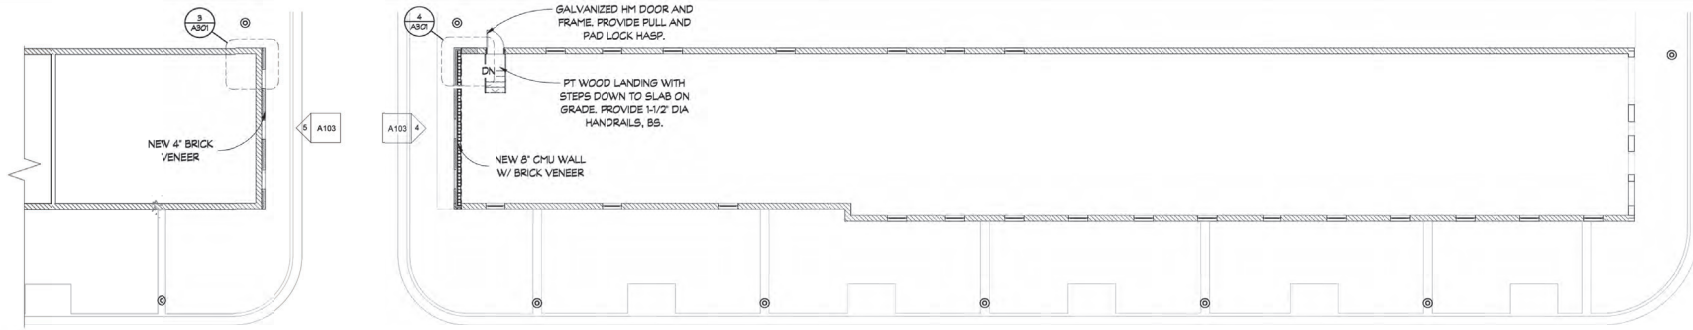 3
A301
NEW 4" BRICK
VENEER
5 A103
4
A301
GALVANIZED HM DOOR AND
FRAME. PROVIDE PULL AND
PAD LOCK HASP.
DN
PT WOOD LANDING WITH
STEPS DOWN TO SLAB ON
GRADE. PROVIDE 1-1/2" DIA
HANDRAILS, BS.
A103 4
NEW 8" CMU WALL
W/ BRICK VENEER